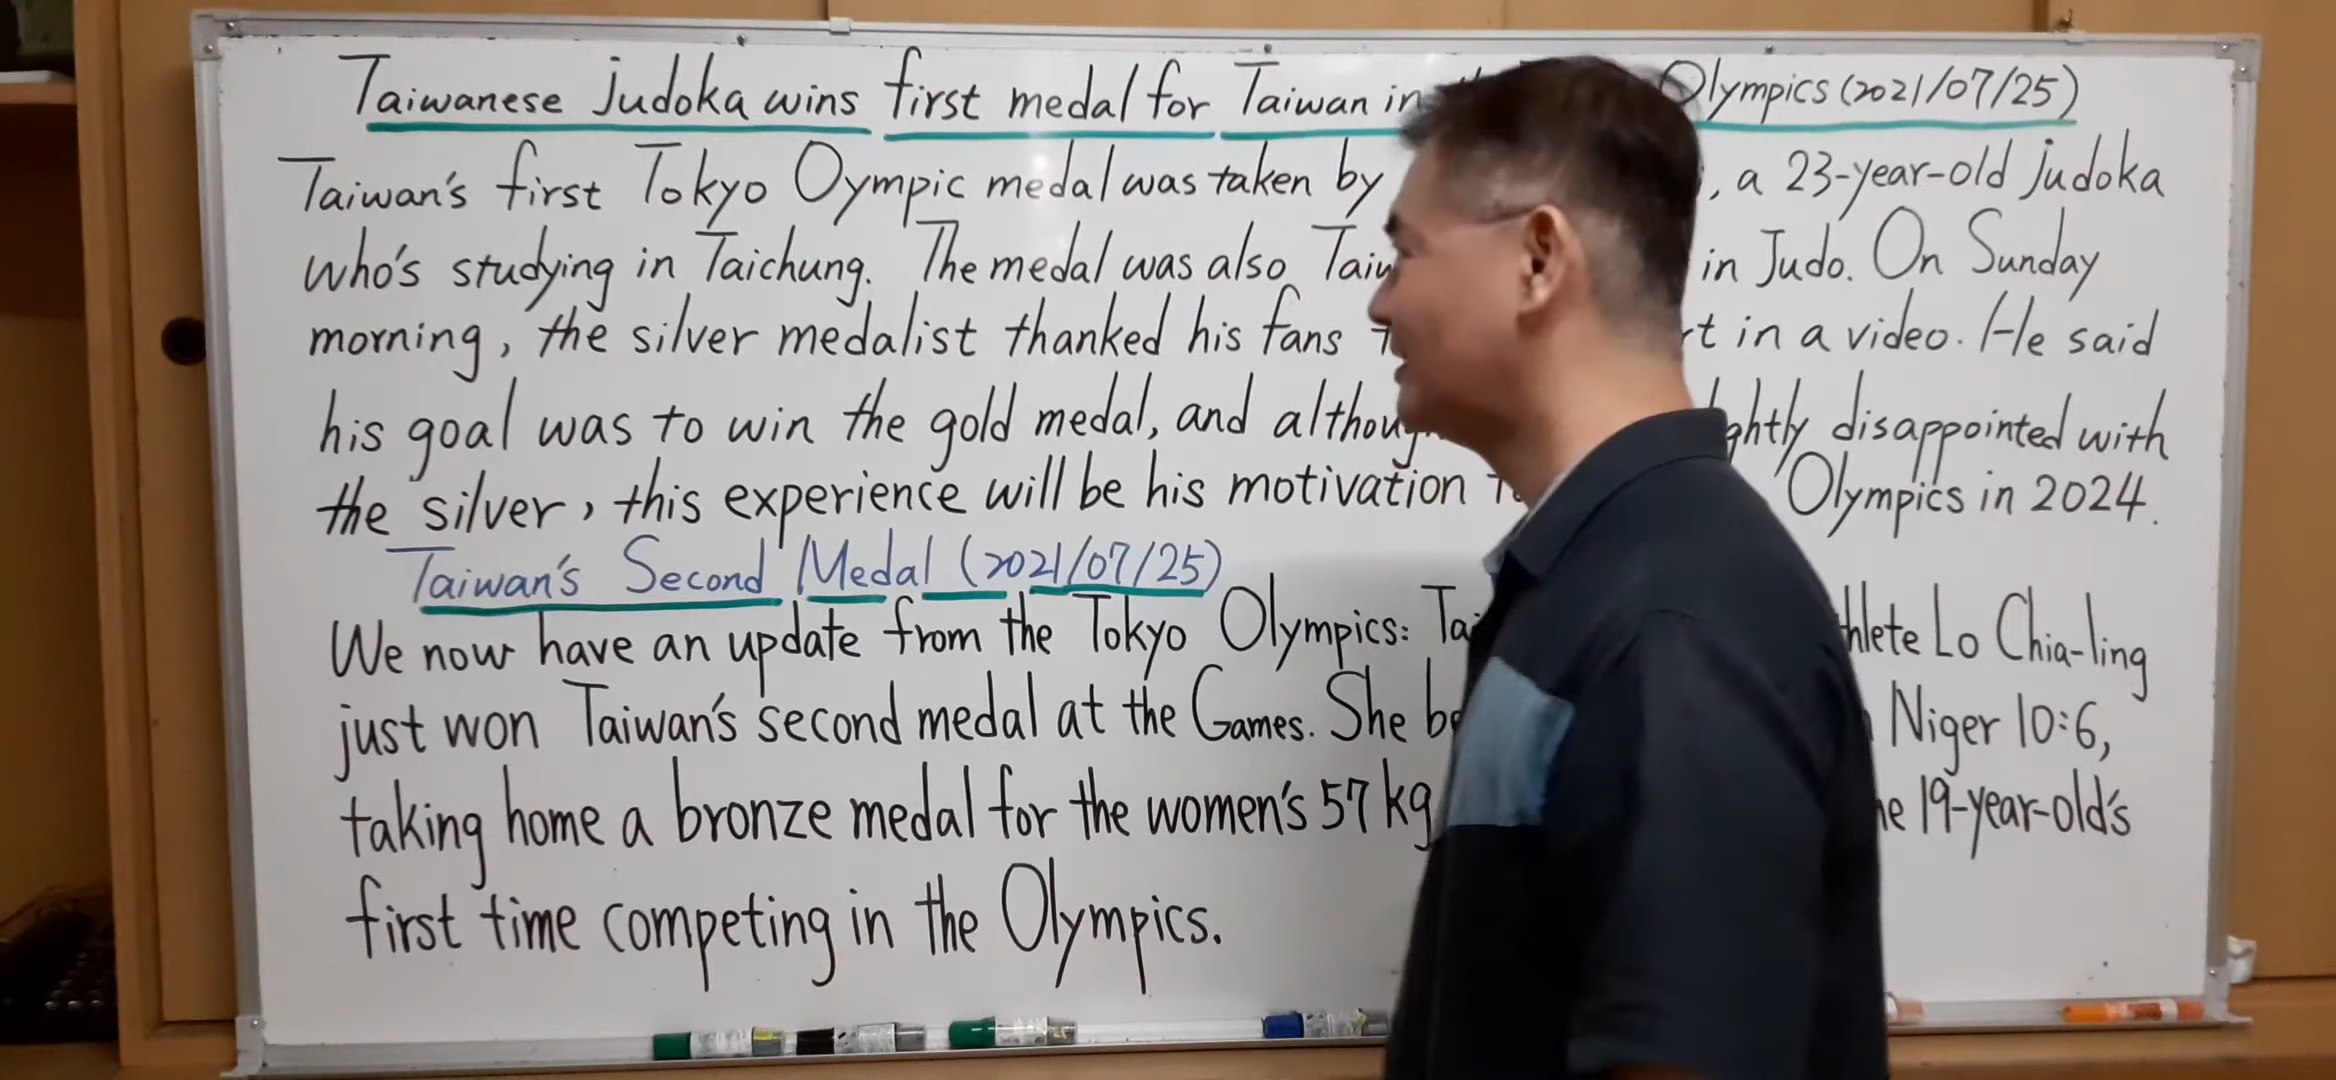 Taiwanese judoka wins first medal for Taiwan in Olympics (2021/07/25)
Taiwan's first Tokyo Oympic medal was taken by , a 23-year-old judoka
who's studying in Taichung. The medal was also in Judo. On Sunday
morning, the silver medalist thanked his fans in a video. He said
his goal was to win the gold medal, and disappointed with
the silver, this experience will be his motivation Olympics in 2024.
Taiwan's Second Medal (2021/07/25)
We now have an update from the Tokyo Olympics: Lo Chia-ling
just won Taiwan's second medal at the Games. She Niger 10:6,
taking home a bronze medal for the women's 57 kg 19-year-old's
first time competing in the Olympics.